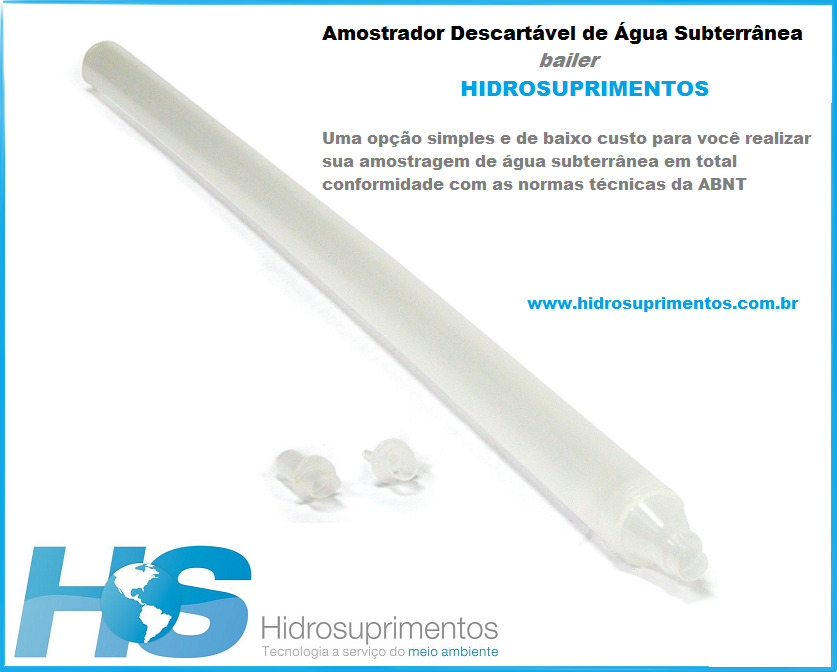 Amostrador Descartável de Água Subterrânea
bailer
HIDROSUPRIMENTOS
Uma opção simples e de baixo custo para você realizar
sua amostragem de água subterrânea em total
conformidade com as normas técnicas da ABNT
www.hidrosuprimentos.com.br
HS
Hidrosuprimentos
Tecnologia a serviço do meio ambiente